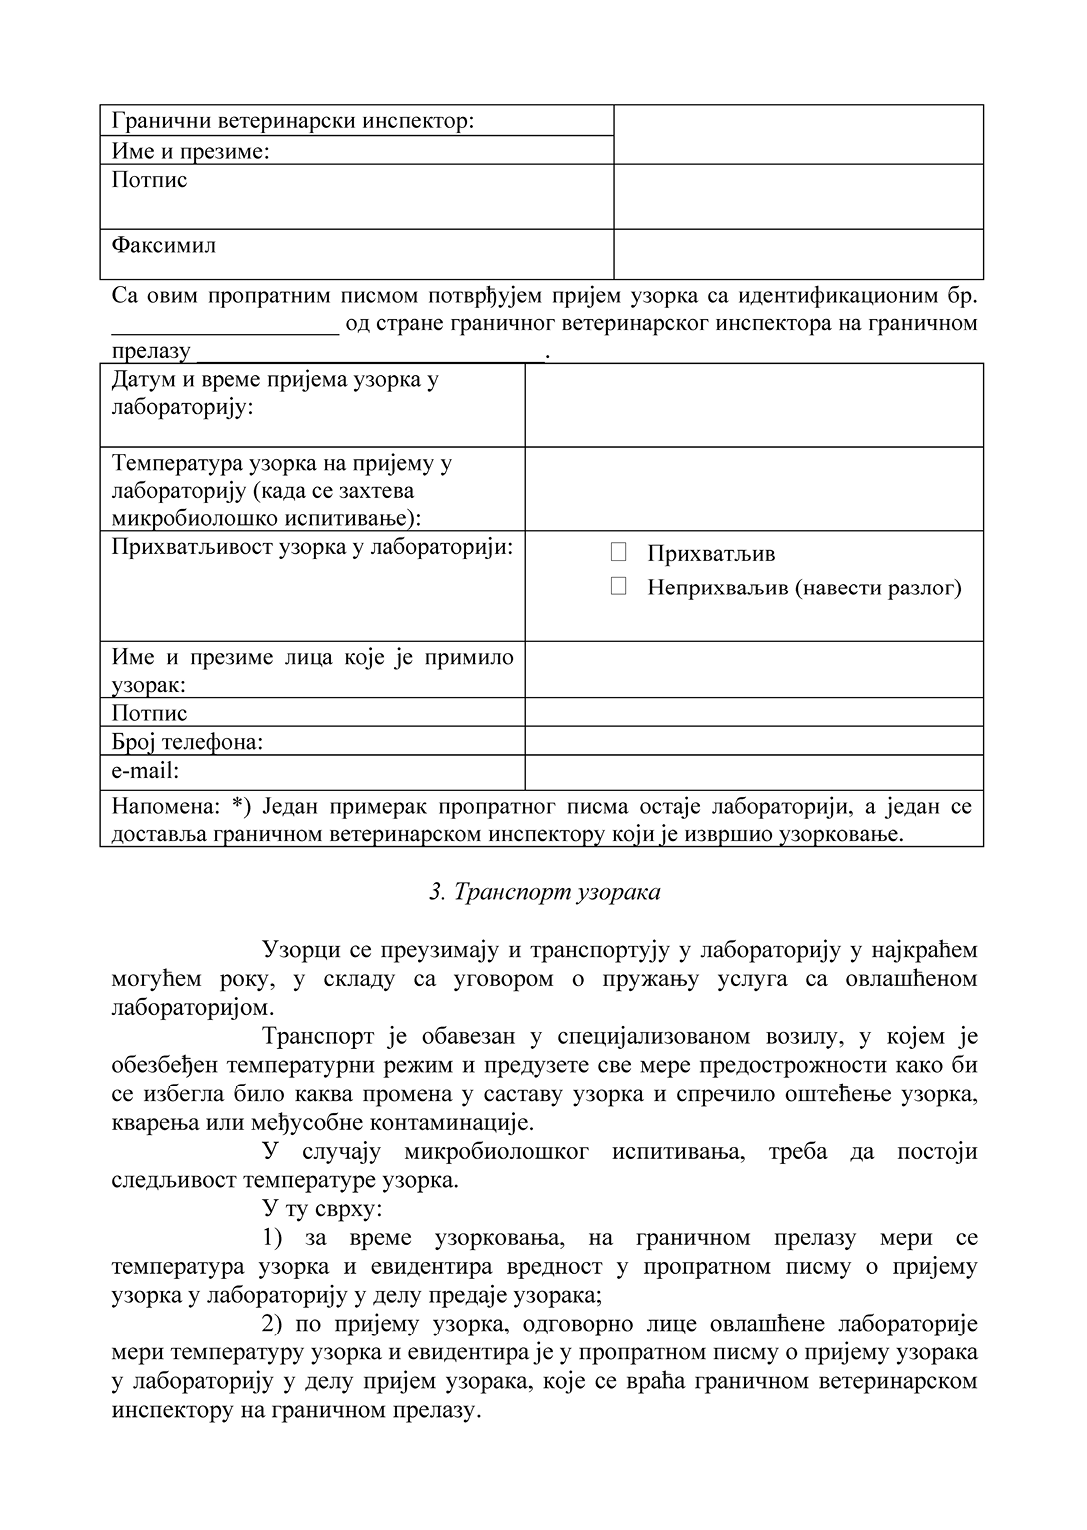 Гранични ветеринарски инспектор:
Име и презиме:
Потпис
Факсимил
Са овим пропратним писмом потврђујем пријем узорка са идентификационим бр.
___________________ од стране граничног ветеринарског инспектора на граничном
прелазу _____________________________.
Датум и време пријема узорка у
лабораторију:
Температура узорка на пријему у
лабораторију (када се захтева
микробиолошко испитивање):
Прихватљивост узорка у лабораторији:
☐ Прихватљив
☐ Неприхваљив (навести разлог)
Име и презиме лица које је примило
узорак:
Потпис
Број телефона:
e-mail:
Напомена: *) Један примерак пропратног писма остаје лабораторији, а један се
доставља граничном ветеринарском инспектору који је извршио узорковање.
3. Транспорт узорака
Узорци се преузимају и транспортују у лабораторију у најкраћем
могућем року, у складу са уговором о пружању услуга са овлашћеном
лабораторијом.
Транспорт је обавезан у специјализованом возилу, у којем је
обезбеђен температурни режим и предузете све мере предострожности како би
се избегла било каква промена у саставу узорка и спречило оштећење узорка,
кварења или међусобне контаминације.
У случају микробиолошког испитивања, треба да постоји
следљивост температуре узорка.
У ту сврху:
1) за време узорковања, на граничном прелазу мери се
температура узорка и евидентира вредност у пропратном писму о пријему
узорка у лабораторију у делу предаје узорака;
2) по пријему узорка, одговорно лице овлашћене лабораторије
мери температуру узорка и евидентира је у пропратном писму о пријему узорака
у лабораторију у делу пријем узорака, које се враћа граничном ветеринарском
инспектору на граничном прелазу.